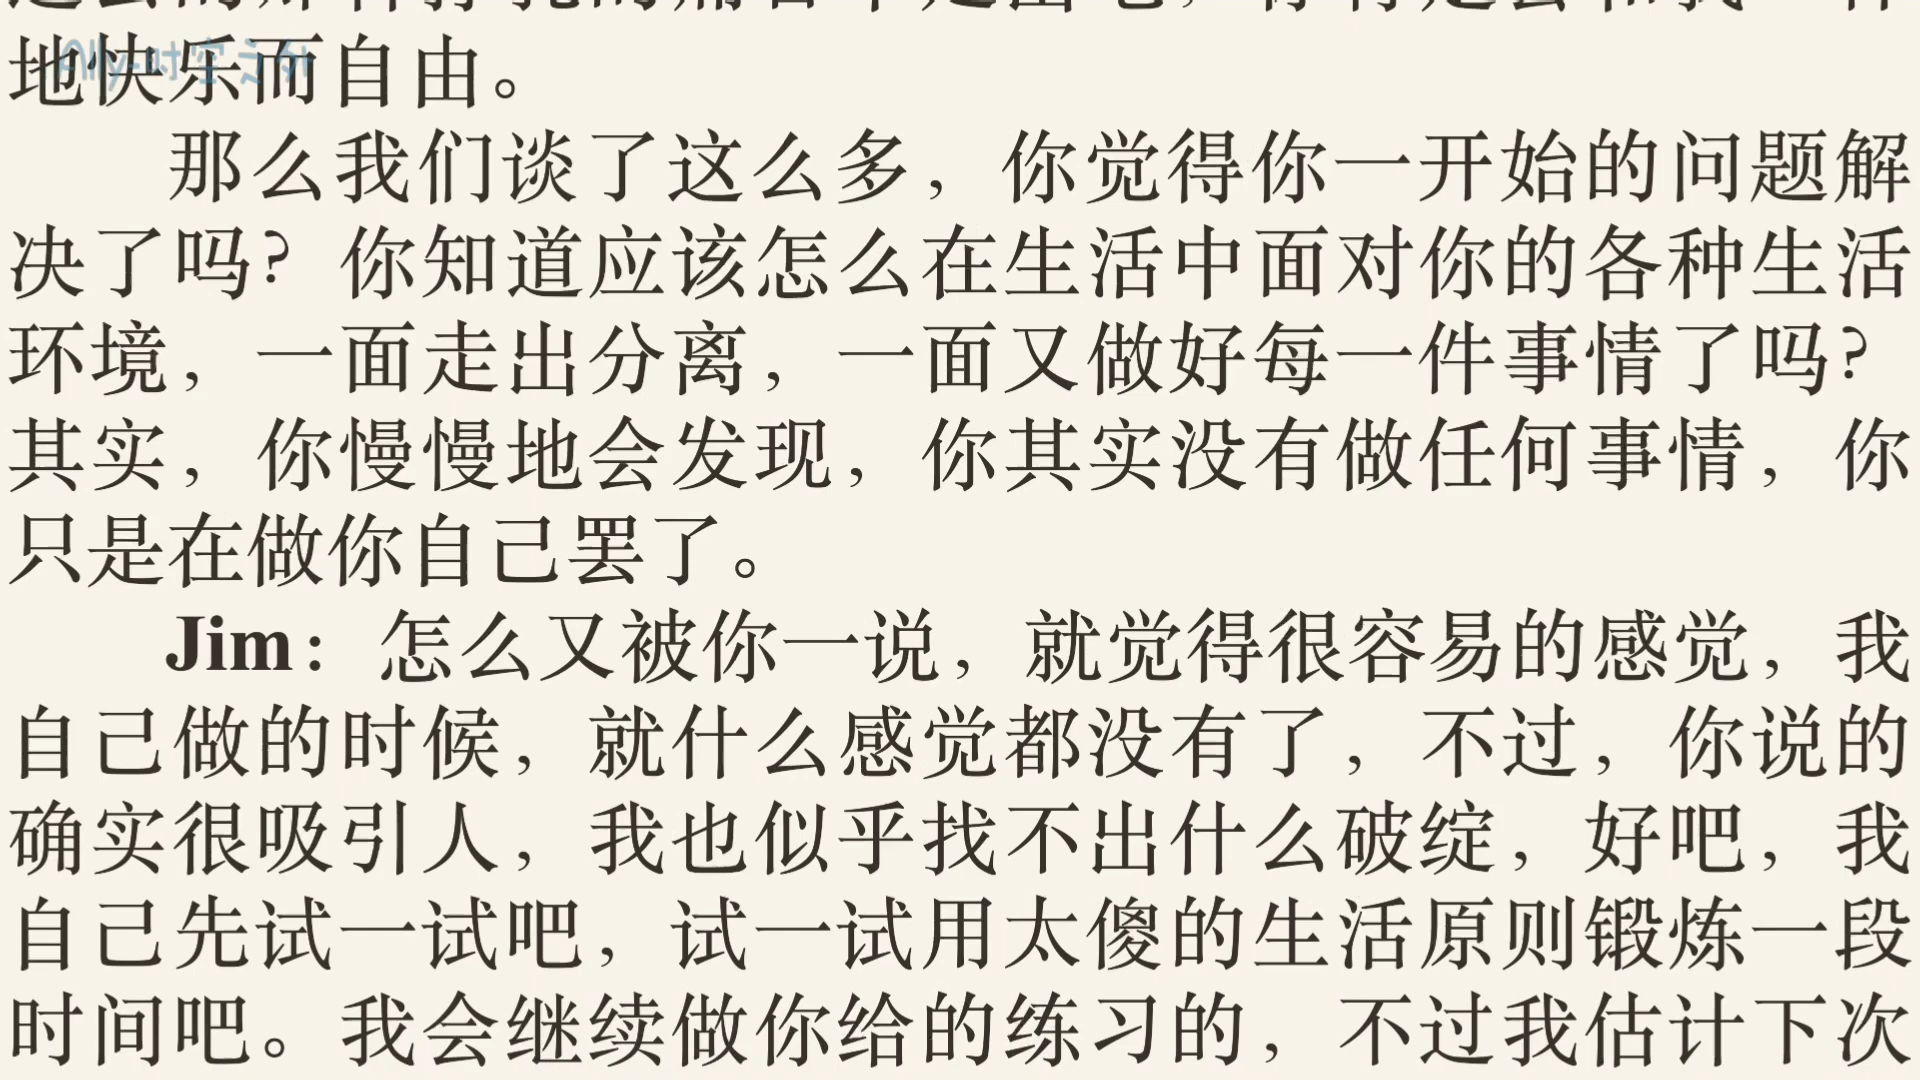 地快乐而自由。
Ally-时空之外
那么我们谈了这么多，你觉得你一开始的问题解
决了吗？你知道应该怎么在生活中面对你的各种生活
环境，一面走出分离，一面又做好每一件事情了吗？
其实，你慢慢地会发现，你其实没有做任何事情，你
只是在做你自己罢了。
Jim：怎么又被你一说，就觉得很容易的感觉，我
自己做的时候，就什么感觉都没有了，不过，你说的
确实很吸引人，我也似乎找不出什么破绽，好吧，我
自己先试一试吧，试一试用太傻的生活原则锻炼一段
时间吧。我会继续做你给的练习的，不过我估计下次